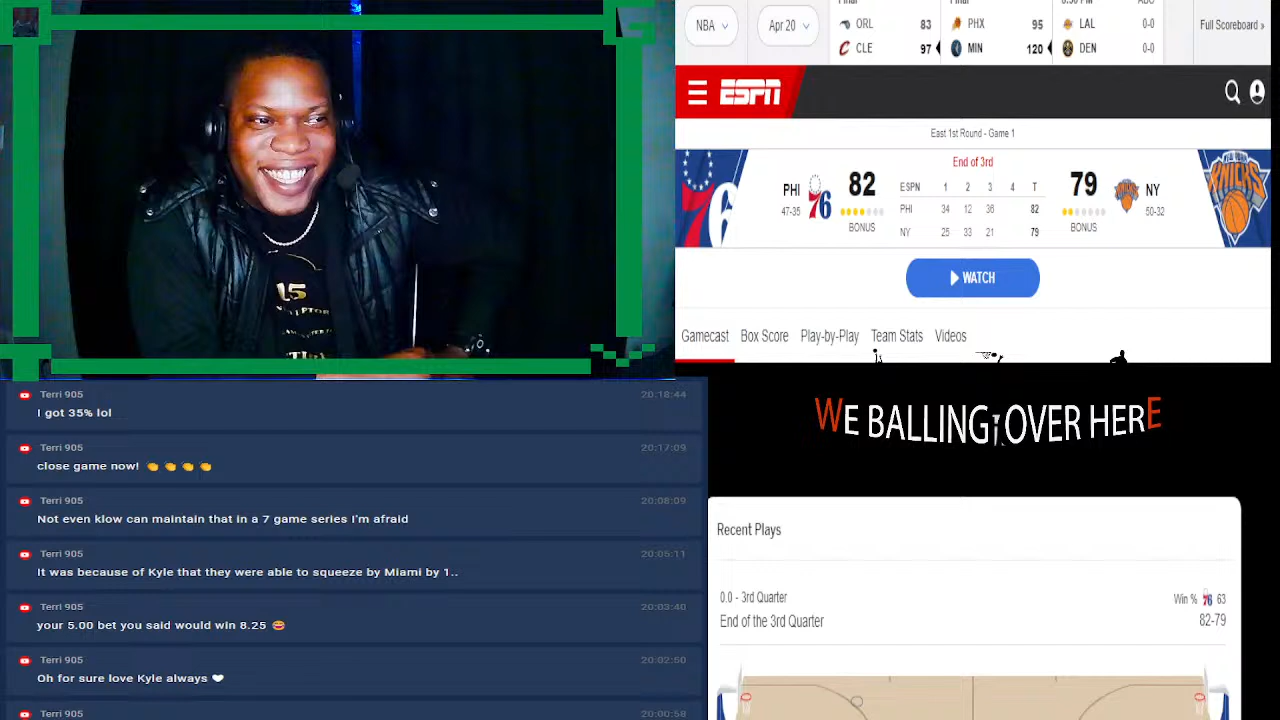 NBA
Apr 20
ORL 83
CLE 97
PHX 95
MIN 120
LAL 0-0
DEN 0-0
Full Scoreboard »
ESPN
East 1st Round - Game 1
PHI
47-35
76
82
BONUS
End of 3rd
ESPN 1 2 3 4 T
PHI 34 12 36 82
NY 25 33 21 79
79
BONUS
NY
50-32
KNICKS
WATCH
Gamecast Box Score Play-by-Play Team Stats Videos
15
Terri 905 20:18:44
I got 35% lol
Terri 905 20:17:09
close game now! 👏 👏 👏 👏
Terri 905 20:08:09
Not even klow can maintain that in a 7 game series I'm afraid
Terri 905 20:05:11
It was because of Kyle that they were able to squeeze by Miami by 1..
Terri 905 20:03:40
your 5.00 bet you said would win 8.25
Terri 905 20:02:50
Oh for sure love Kyle always
Terri 905 20:00:58
WE BALLING OVER HERE
Recent Plays
0.0 - 3rd Quarter
End of the 3rd Quarter
Win % 76 63
82-79